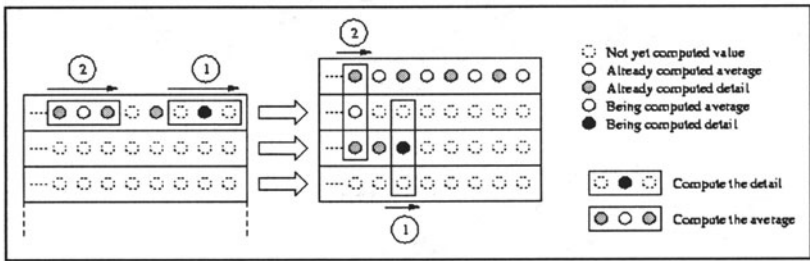 2
1
2
1
Not yet computed value
Already computed average
Already computed detail
Being computed average
Being computed detail
Compute the detail
Compute the average